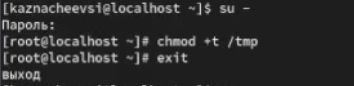 [kaznacheevsi@localhost ~]$ su -
Пароль:
[root@localhost ~]# chmod +t /tmp
[root@localhost ~]# exit
выход